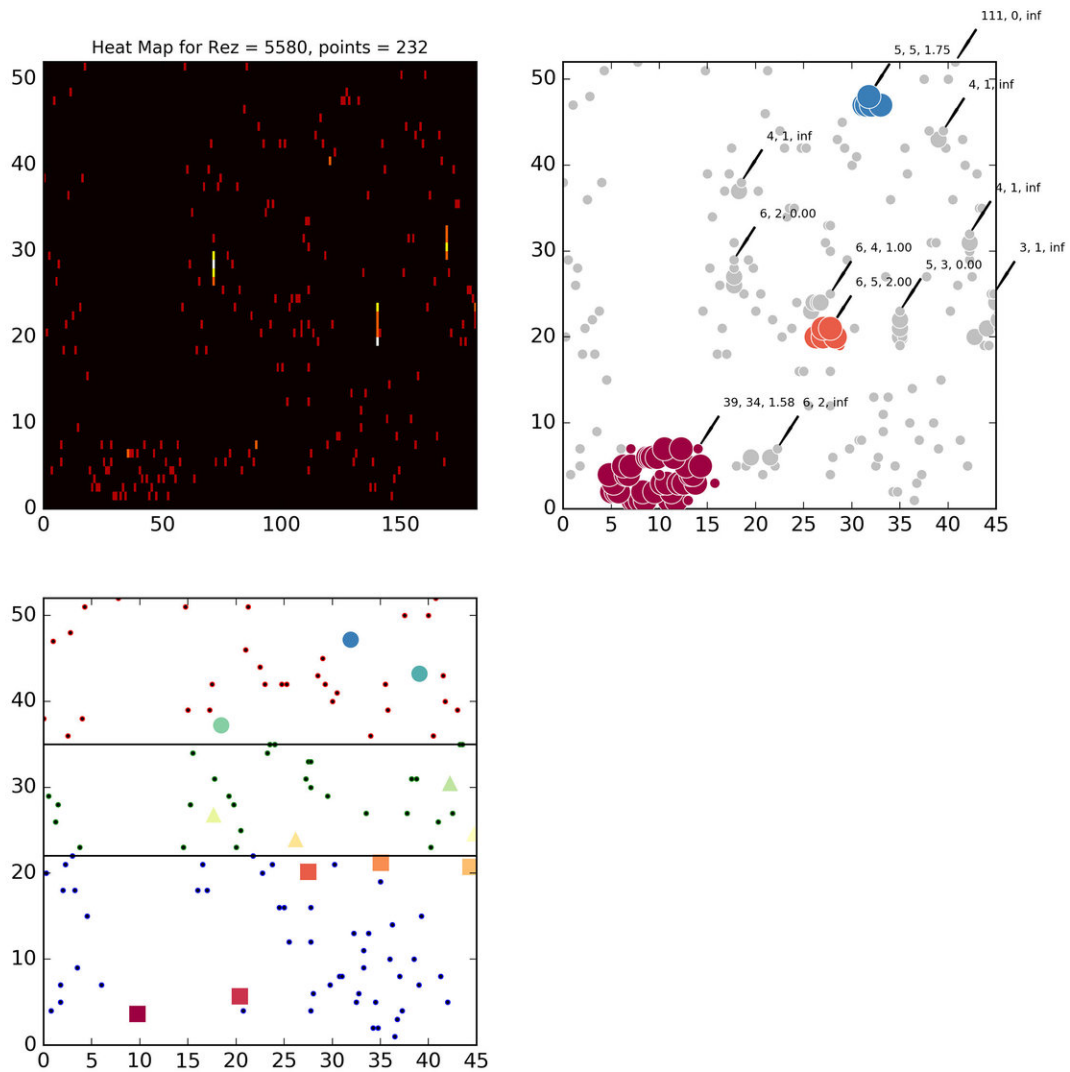 Heat Map for Rez = 5580, points = 232
50
40
30
20
10
0
0 50 100 150
111, 0, inf
5, 5, 1.75
4, 1, inf
4, 1, inf
4, 1, inf
6, 2, 0.00
6, 4, 1.00
5, 3, 0.00
3, 1, inf
6, 5, 2.00
39, 34, 1.58 6, 2, inf
50
40
30
20
10
0
0 5 10 15 20 25 30 35 40 45
50
40
30
20
10
0
0 5 10 15 20 25 30 35 40 45